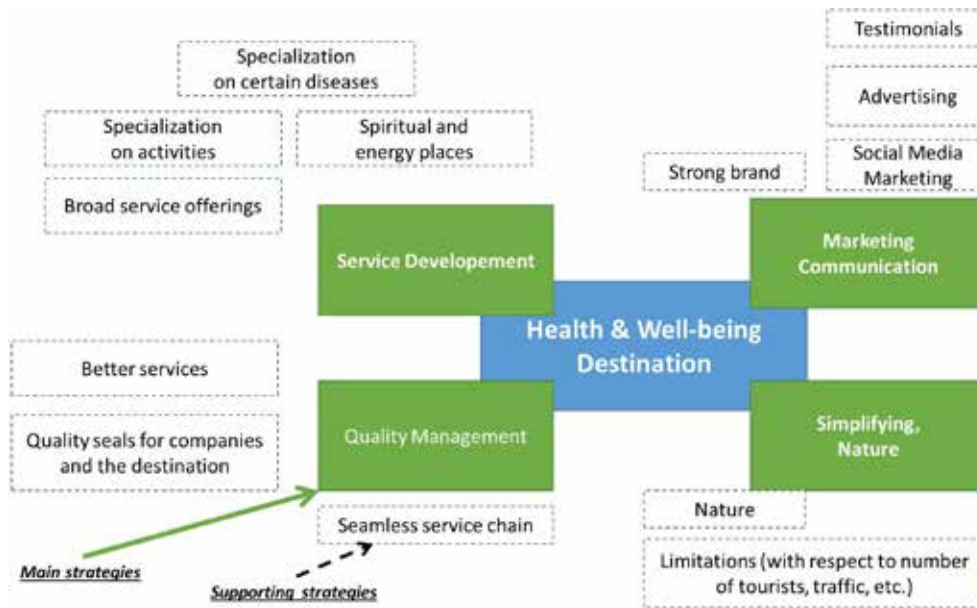 Testimonials
Specialization
on certain diseases
Advertising
Specialization
on activities
Spiritual and
energy places
Social Media
Marketing
Strong brand
Broad service offerings
Service Developement
Marketing
Communication
Health & Well-being
Destination
Better services
Quality seals for companies
and the destination
Quality Management
Simplifying,
Nature
Seamless service chain
Nature
Limitations (with respect to number
of tourists, traffic, etc.)
Main strategies
Supporting strategies